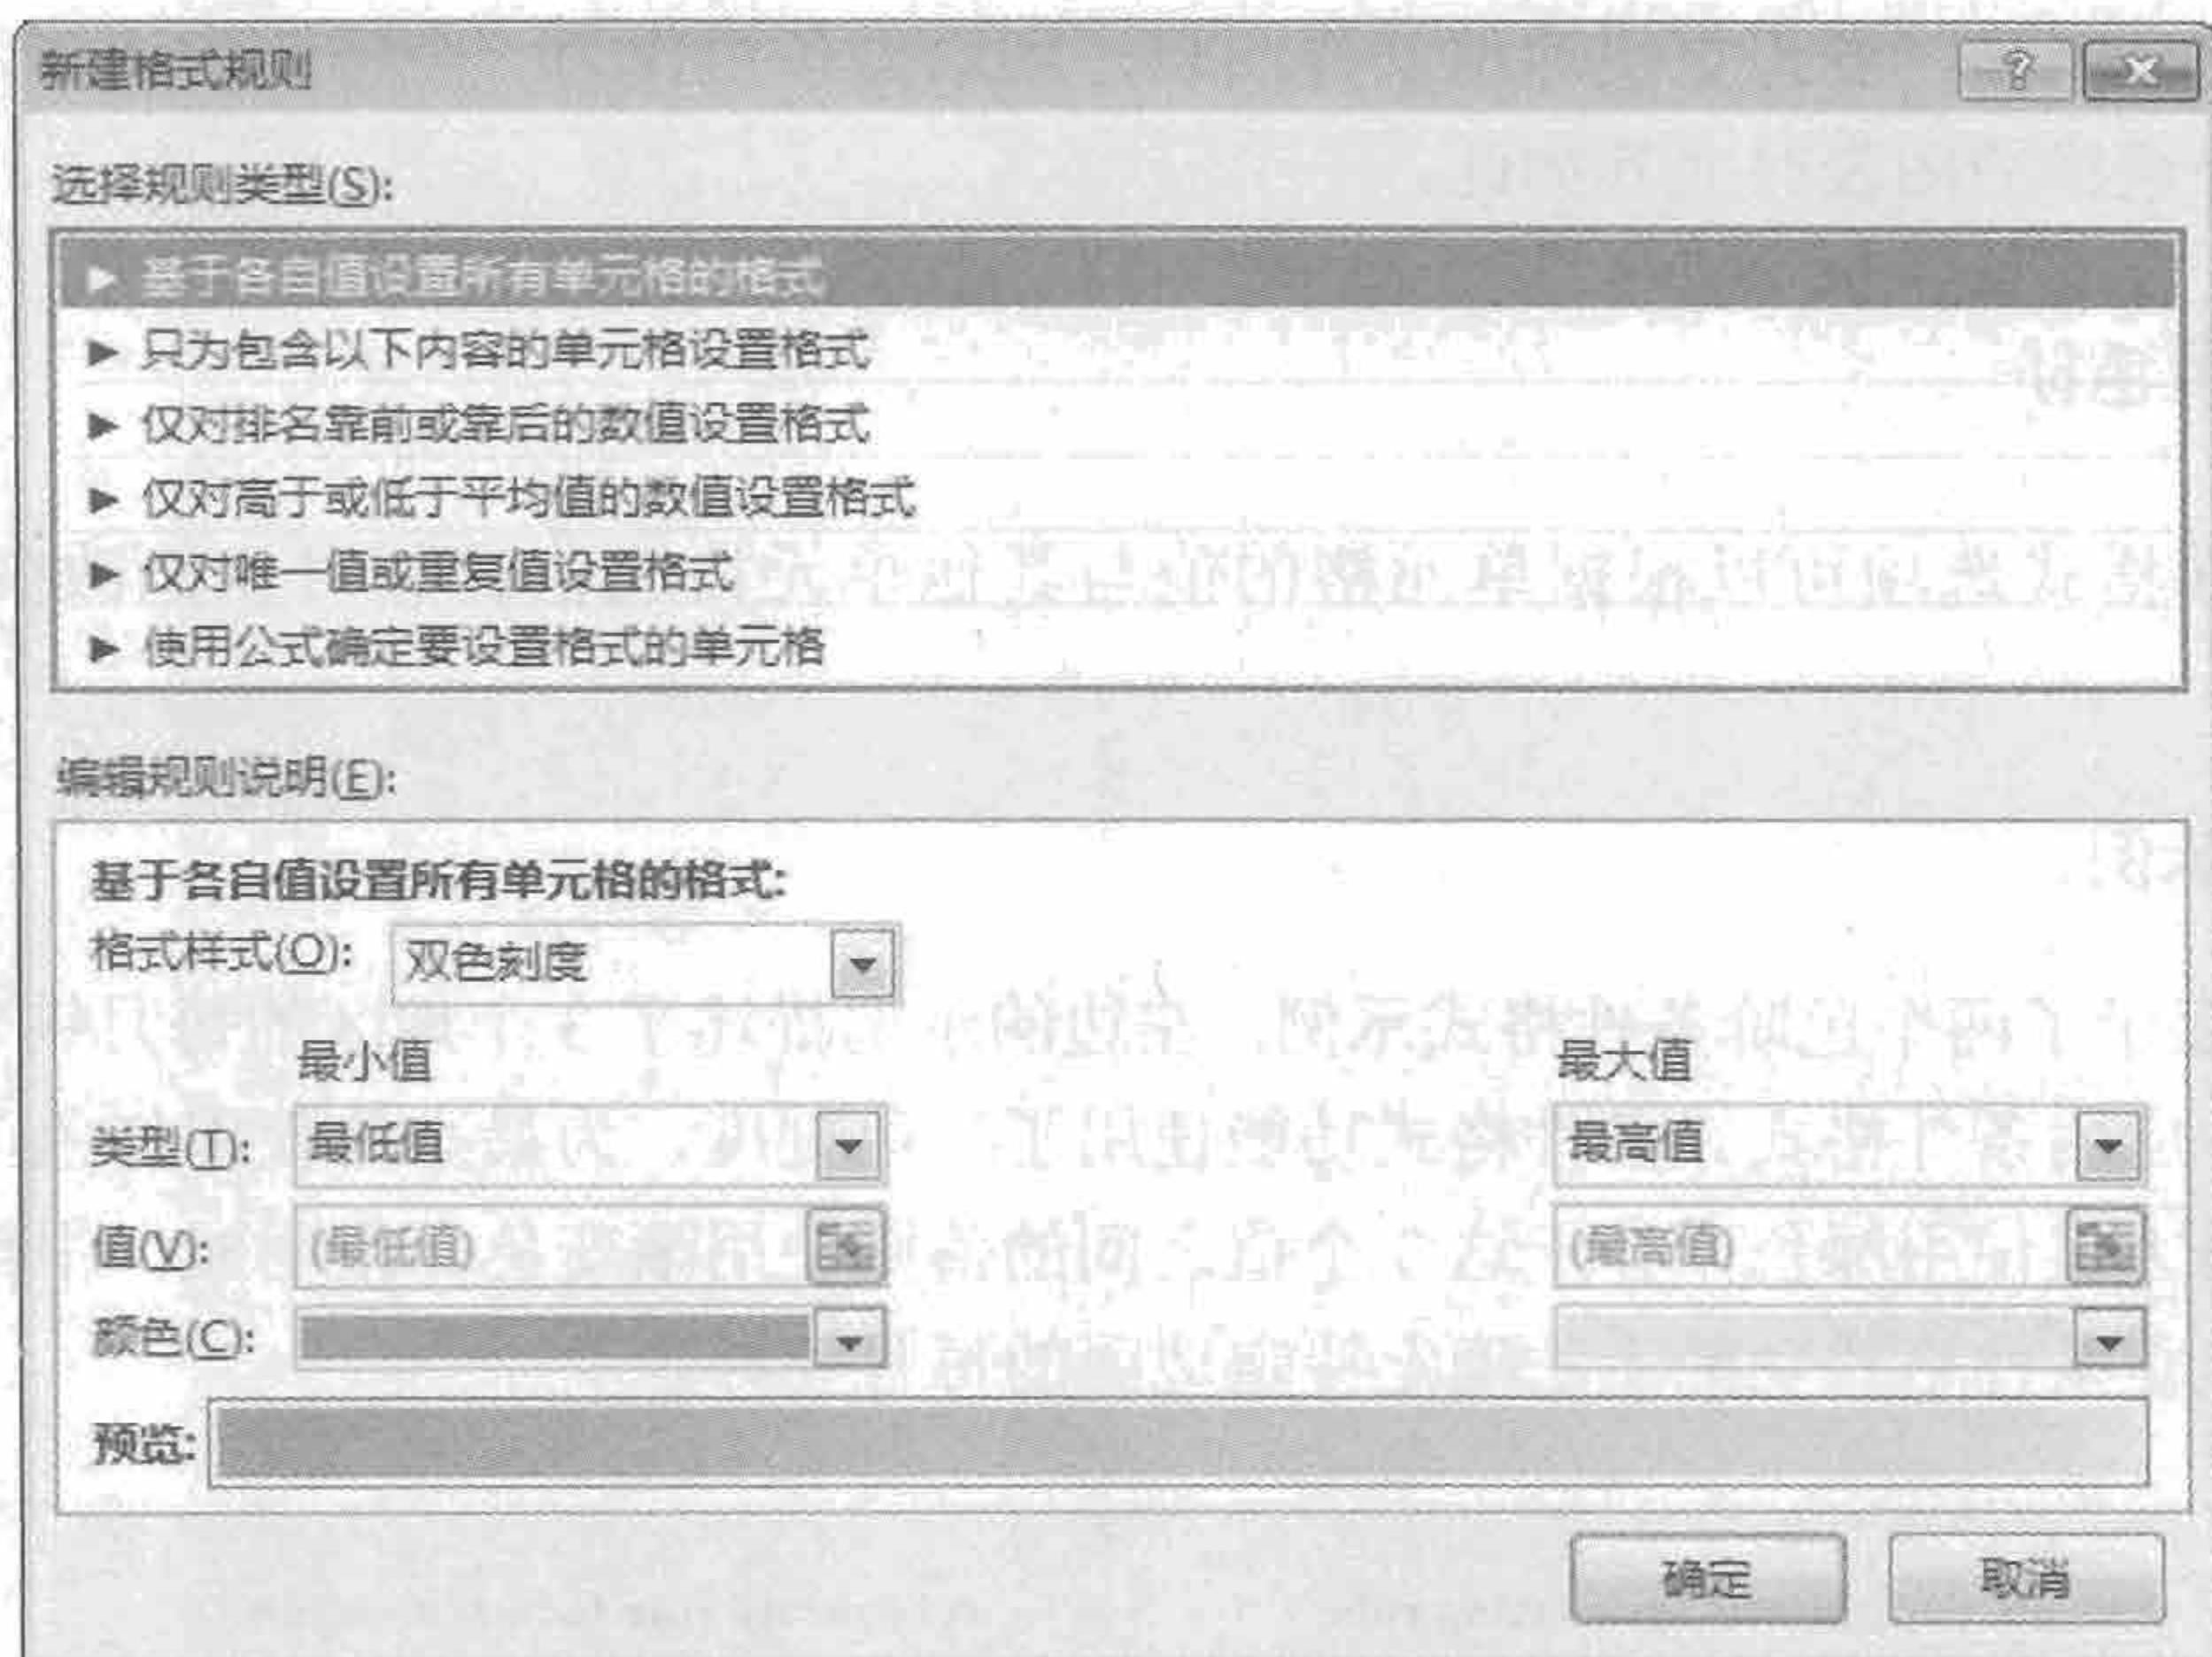 新建格式规则
选择规则类型(S):
► 基于各自值设置所有单元格的格式
► 只为包含以下内容的单元格设置格式
► 仅对排名靠前或靠后的数值设置格式
► 仅对高于或低于平均值的数值设置格式
► 仅对唯一值或重复值设置格式
► 使用公式确定要设置格式的单元格
编辑规则说明(E):
基于各自值设置所有单元格的格式:
格式样式(O): 双色刻度
最小值 最大值
类型(T): 最低值 最高值
值(V): (最低值) (最高值)
颜色(C):
预览:
确定 取消